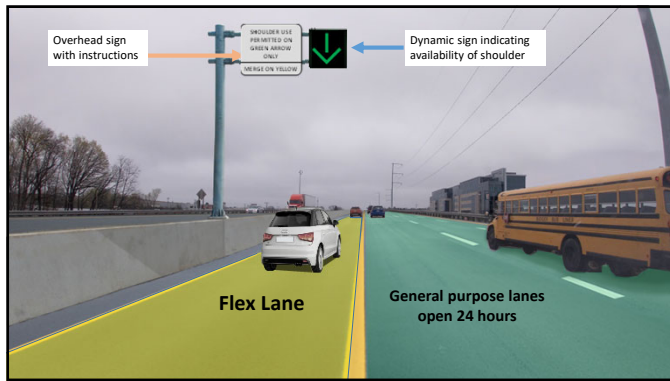 Overhead sign
with instructions
SHOULDER USE
PERMITTED ON
GREEN ARROW
ONLY
MERGE ON YELLOW
Dynamic sign indicating
availability of shoulder
Flex Lane
General purpose lanes
open 24 hours